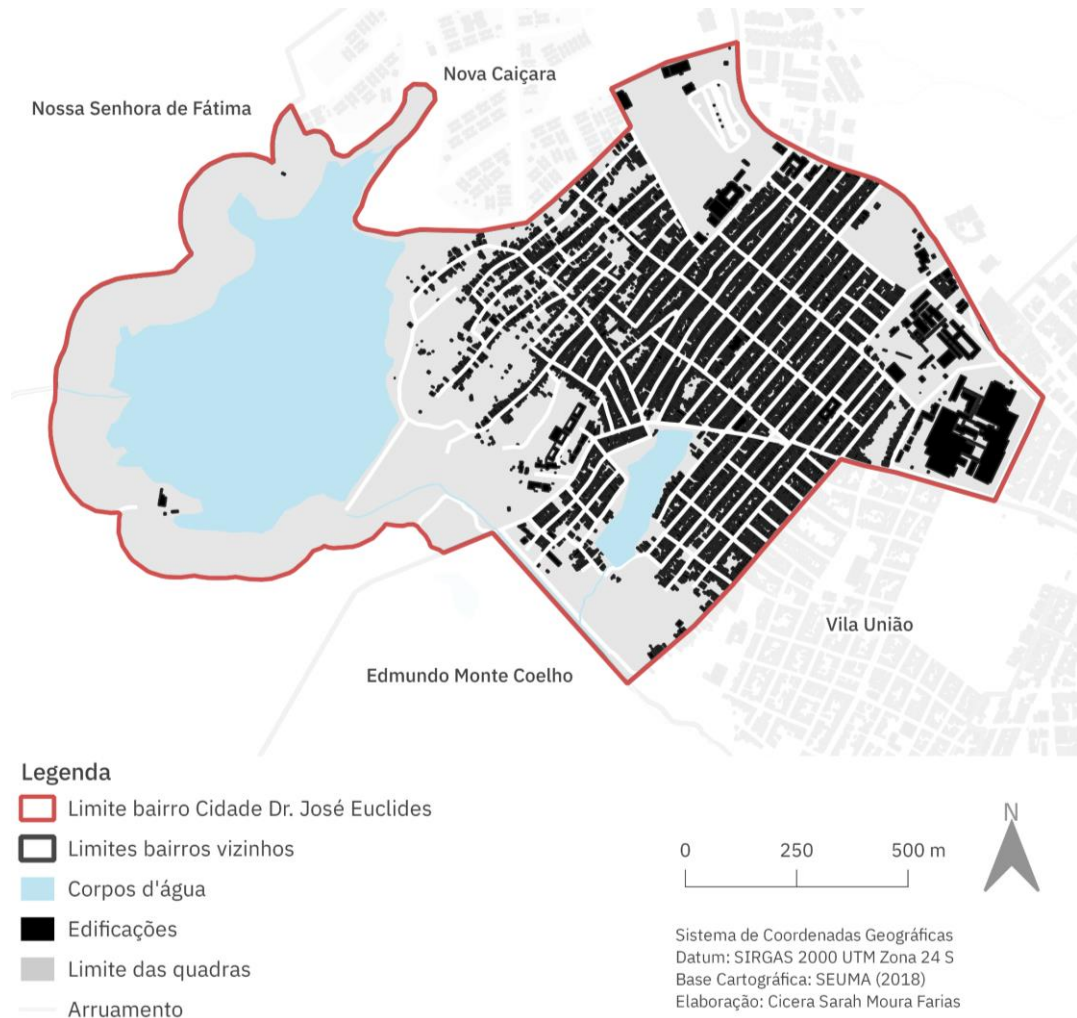 Nova Caiçara
Nossa Senhora de Fátima
Vila União
Edmundo Monte Coelho
Legenda
Limite bairro Cidade Dr. José Euclides
Limites bairros vizinhos
Corpos d'água
Edificações
Limite das quadras
Arruamento
N
0 250 500 m
Sistema de Coordenadas Geográficas
Datum: SIRGAS 2000 UTM Zona 24 S
Base Cartográfica: SEUMA (2018)
Elaboração: Cicera Sarah Moura Farias